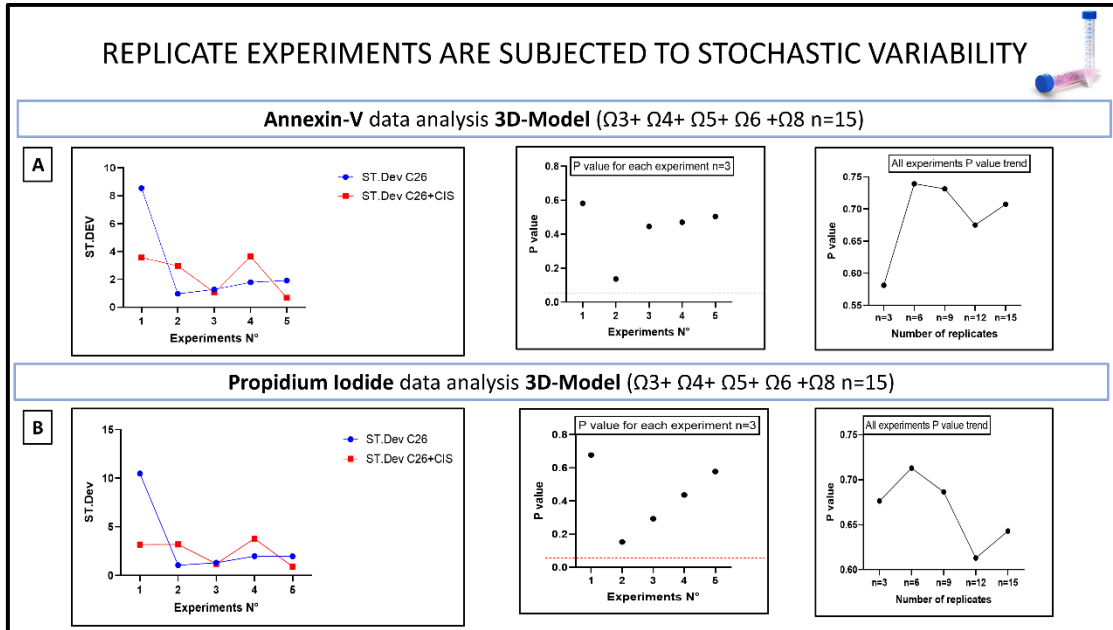 REPLICATE EXPERIMENTS ARE SUBJECTED TO STOCHASTIC VARIABILITY
Annexin-V data analysis 3D-Model (Ω3+ Ω4+ Ω5+ Ω6 +Ω8 n=15)
A
10
8
6
4
2
0
ST.DEV
1 2 3 4 5
Experiments N°
ST.Dev C26
ST.Dev C26+CIS
P value for each experiment n=3
0.8
0.6
0.4
0.2
0.0
P value
1 2 3 4 5
Experiments N°
All experiments P value trend
0.75
0.70
0.65
0.60
0.55
P value
n=3 n=6 n=9 n=12 n=15
Number of replicates
Propidium Iodide data analysis 3D-Model (Ω3+ Ω4+ Ω5+ Ω6 +Ω8 n=15)
B
15
10
5
0
ST.Dev
1 2 3 4 5
Experiments N°
ST.Dev C26
ST.Dev C26+CIS
P value for each experiment n=3
0.8
0.6
0.4
0.2
0.0
P value
1 2 3 4 5
Experiments N°
All experiments P value trend
0.75
0.70
0.65
0.60
P value
n=3 n=6 n=9 n=12 n=15
Number of replicates